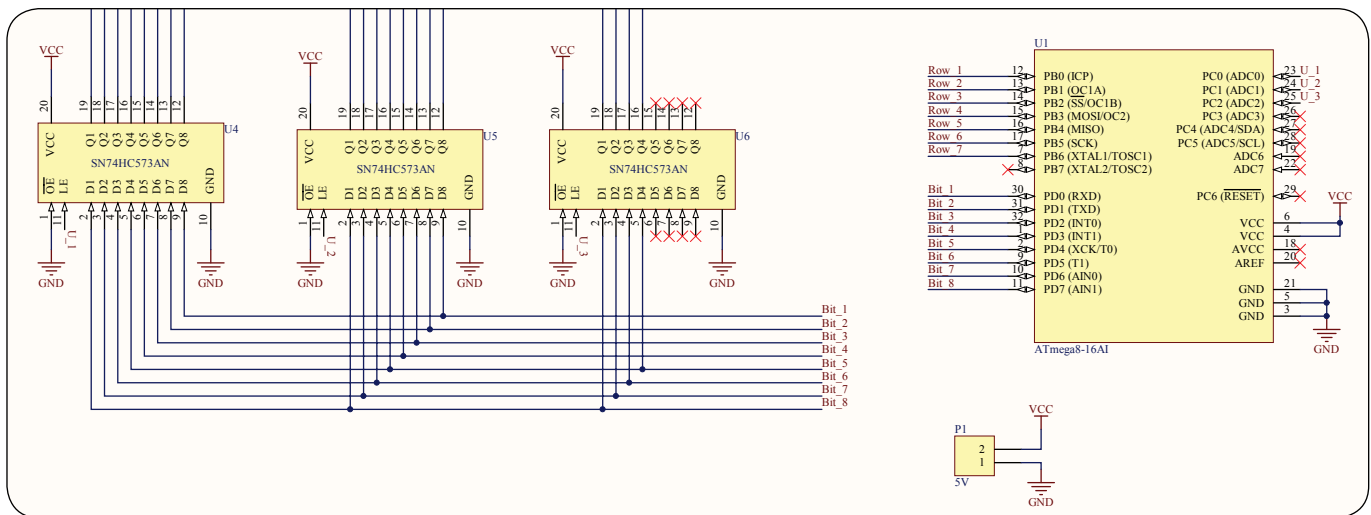 VCC
20
19
18
17
16
15
14
13
12
U4
VCC
Q1
Q2
Q3
Q4
Q5
Q6
Q7
Q8
SN74HC573AN
OE
LE
D1
D2
D3
D4
D5
D6
D7
D8
GND
1
11
2
3
4
5
6
7
8
9
10
U_1
GND
GND
VCC
20
19
18
17
16
15
14
13
12
U5
VCC
Q1
Q2
Q3
Q4
Q5
Q6
Q7
Q8
SN74HC573AN
OE
LE
D1
D2
D3
D4
D5
D6
D7
D8
GND
1
11
2
3
4
5
6
7
8
9
10
U_2
GND
GND
VCC
20
19
18
17
16
15
14
13
12
U6
VCC
Q1
Q2
Q3
Q4
Q5
Q6
Q7
Q8
SN74HC573AN
OE
LE
D1
D2
D3
D4
D5
D6
D7
D8
GND
1
11
2
3
4
5
6
7
8
9
10
U_3
GND
GND
Bit_1
Bit_2
Bit_3
Bit_4
Bit_5
Bit_6
Bit_7
Bit_8
U1
Row_1 12 PB0 (ICP) PC0 (ADC0) 23 U_1
Row_2 13 PB1 (OC1A) PC1 (ADC1) 24 U_2
Row_3 14 PB2 (SS/OC1B) PC2 (ADC2) 25 U_3
Row_4 15 PB3 (MOSI/OC2) PC3 (ADC3) 26
Row_5 16 PB4 (MISO) PC4 (ADC4/SDA) 27
Row_6 17 PB5 (SCK) PC5 (ADC5/SCL) 28
Row_7 7 PB6 (XTAL1/TOSC1) ADC6 19
8 PB7 (XTAL2/TOSC2) ADC7 22
Bit_1 30 PD0 (RXD) PC6 (RESET) 29
VCC
Bit_2 31 PD1 (TXD)
Bit_3 32 PD2 (INT0) VCC 6
Bit_4 1 PD3 (INT1) VCC 4
Bit_5 2 PD4 (XCK/T0) AVCC 18
Bit_6 9 PD5 (T1) AREF 20
Bit_7 10 PD6 (AIN0)
Bit_8 11 PD7 (AIN1) GND 21
GND 5
GND 3
ATmega8-16AI
GND
VCC
P1
2
1
5V
GND